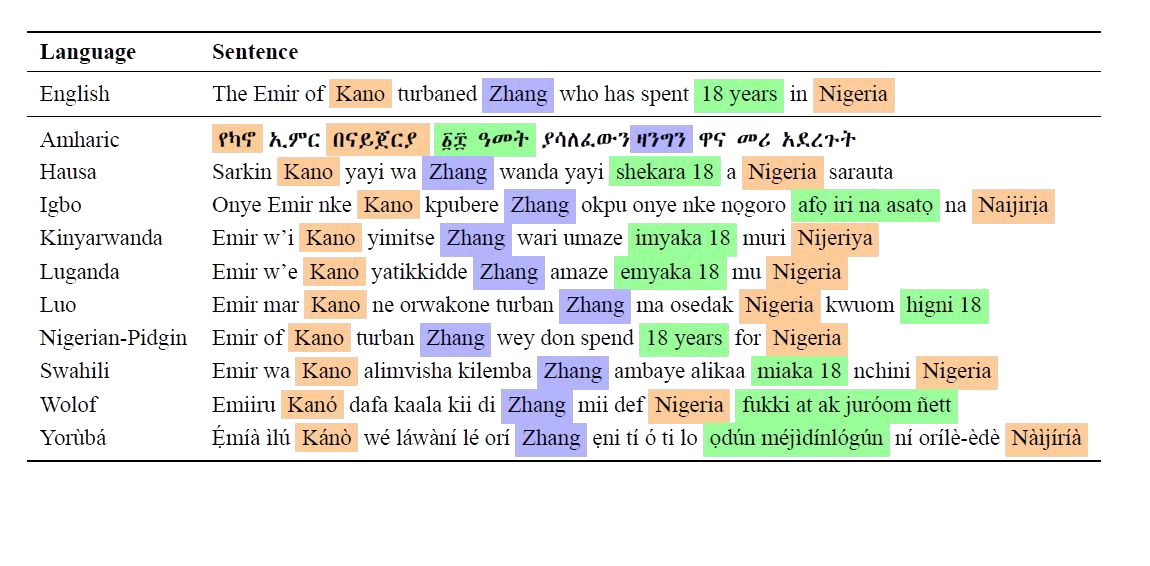 Language Sentence
English The Emir of Kano turbaned Zhang who has spent 18 years in Nigeria
Amharic የካኖ ኢምር በናይጀርያ ፩፰ ዓመት ያሳለፈውን ዛንግን ዋና መሪ አደረጉት
Hausa Sarkin Kano yayi wa Zhang wanda yayi shekara 18 a Nigeria sarauta
Igbo Onye Emir nke Kano kpubere Zhang okpu onye nke nọgoro afọ iri na asatọ na Naijirịa
Kinyarwanda Emir w’i Kano yimitse Zhang wari umaze imyaka 18 muri Nijeriya
Luganda Emir w’e Kano yatikkidde Zhang amaze emyaka 18 mu Nigeria
Luo Emir mar Kano ne orwakone turban Zhang ma osedak Nigeria kwuom higni 18
Nigerian-Pidgin Emir of Kano turban Zhang wey don spend 18 years for Nigeria
Swahili Emir wa Kano alimvisha kilemba Zhang ambaye alikaa miaka 18 nchini Nigeria
Wolof Emiiru Kanó dafa kaala kii di Zhang mii def Nigeria fukki at ak juróom ñett
Yorùbá Ẹ́míà ìlú Kánò wé láwàní lé orí Zhang ẹni tí ó ti lo ọdún méjìdínlógún ní orílè-èdè Nàìjíríà